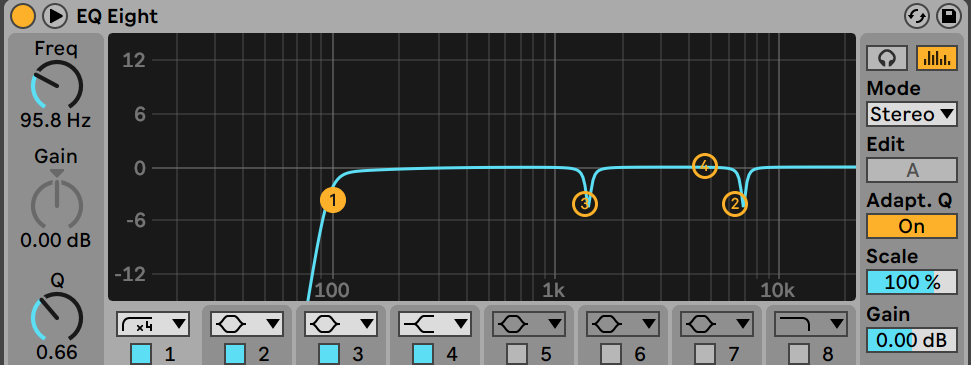 EQ Eight
Freq
95.8 Hz
Gain
0.00 dB
Q
0.66
12
6
0
-6
-12
100
1k
10k
1
3
4
2
x4
1
2
3
4
5
6
7
8
Mode
Stereo
Edit
A
Adapt. Q
On
Scale
100 %
Gain
0.00 dB